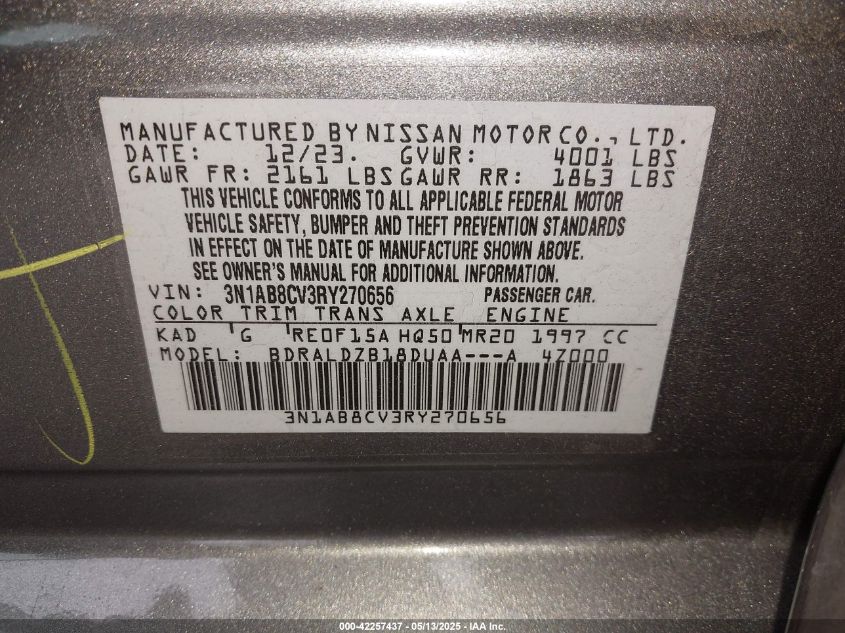 MANUFACTURED BY NISSAN MOTOR CO., LTD.
DATE: 12/23. GVWR: 4001 LBS
GAWR FR: 2161 LBS GAWR RR: 1863 LBS
THIS VEHICLE CONFORMS TO ALL APPLICABLE FEDERAL MOTOR
VEHICLE SAFETY, BUMPER AND THEFT PREVENTION STANDARDS
IN EFFECT ON THE DATE OF MANUFACTURE SHOWN ABOVE.
SEE OWNER'S MANUAL FOR ADDITIONAL INFORMATION.
VIN: 3N1AB8CV3RY270656 PASSENGER CAR.
COLOR TRIM TRANS AXLE ENGINE
KAD G RE0F15A HQ50 MR20 1997 CC
MODEL: BDRALDZB18DUAA---A 4Z000
3N1AB8CV3RY270656
000-42257437 - 05/13/2025 - IAA Inc.